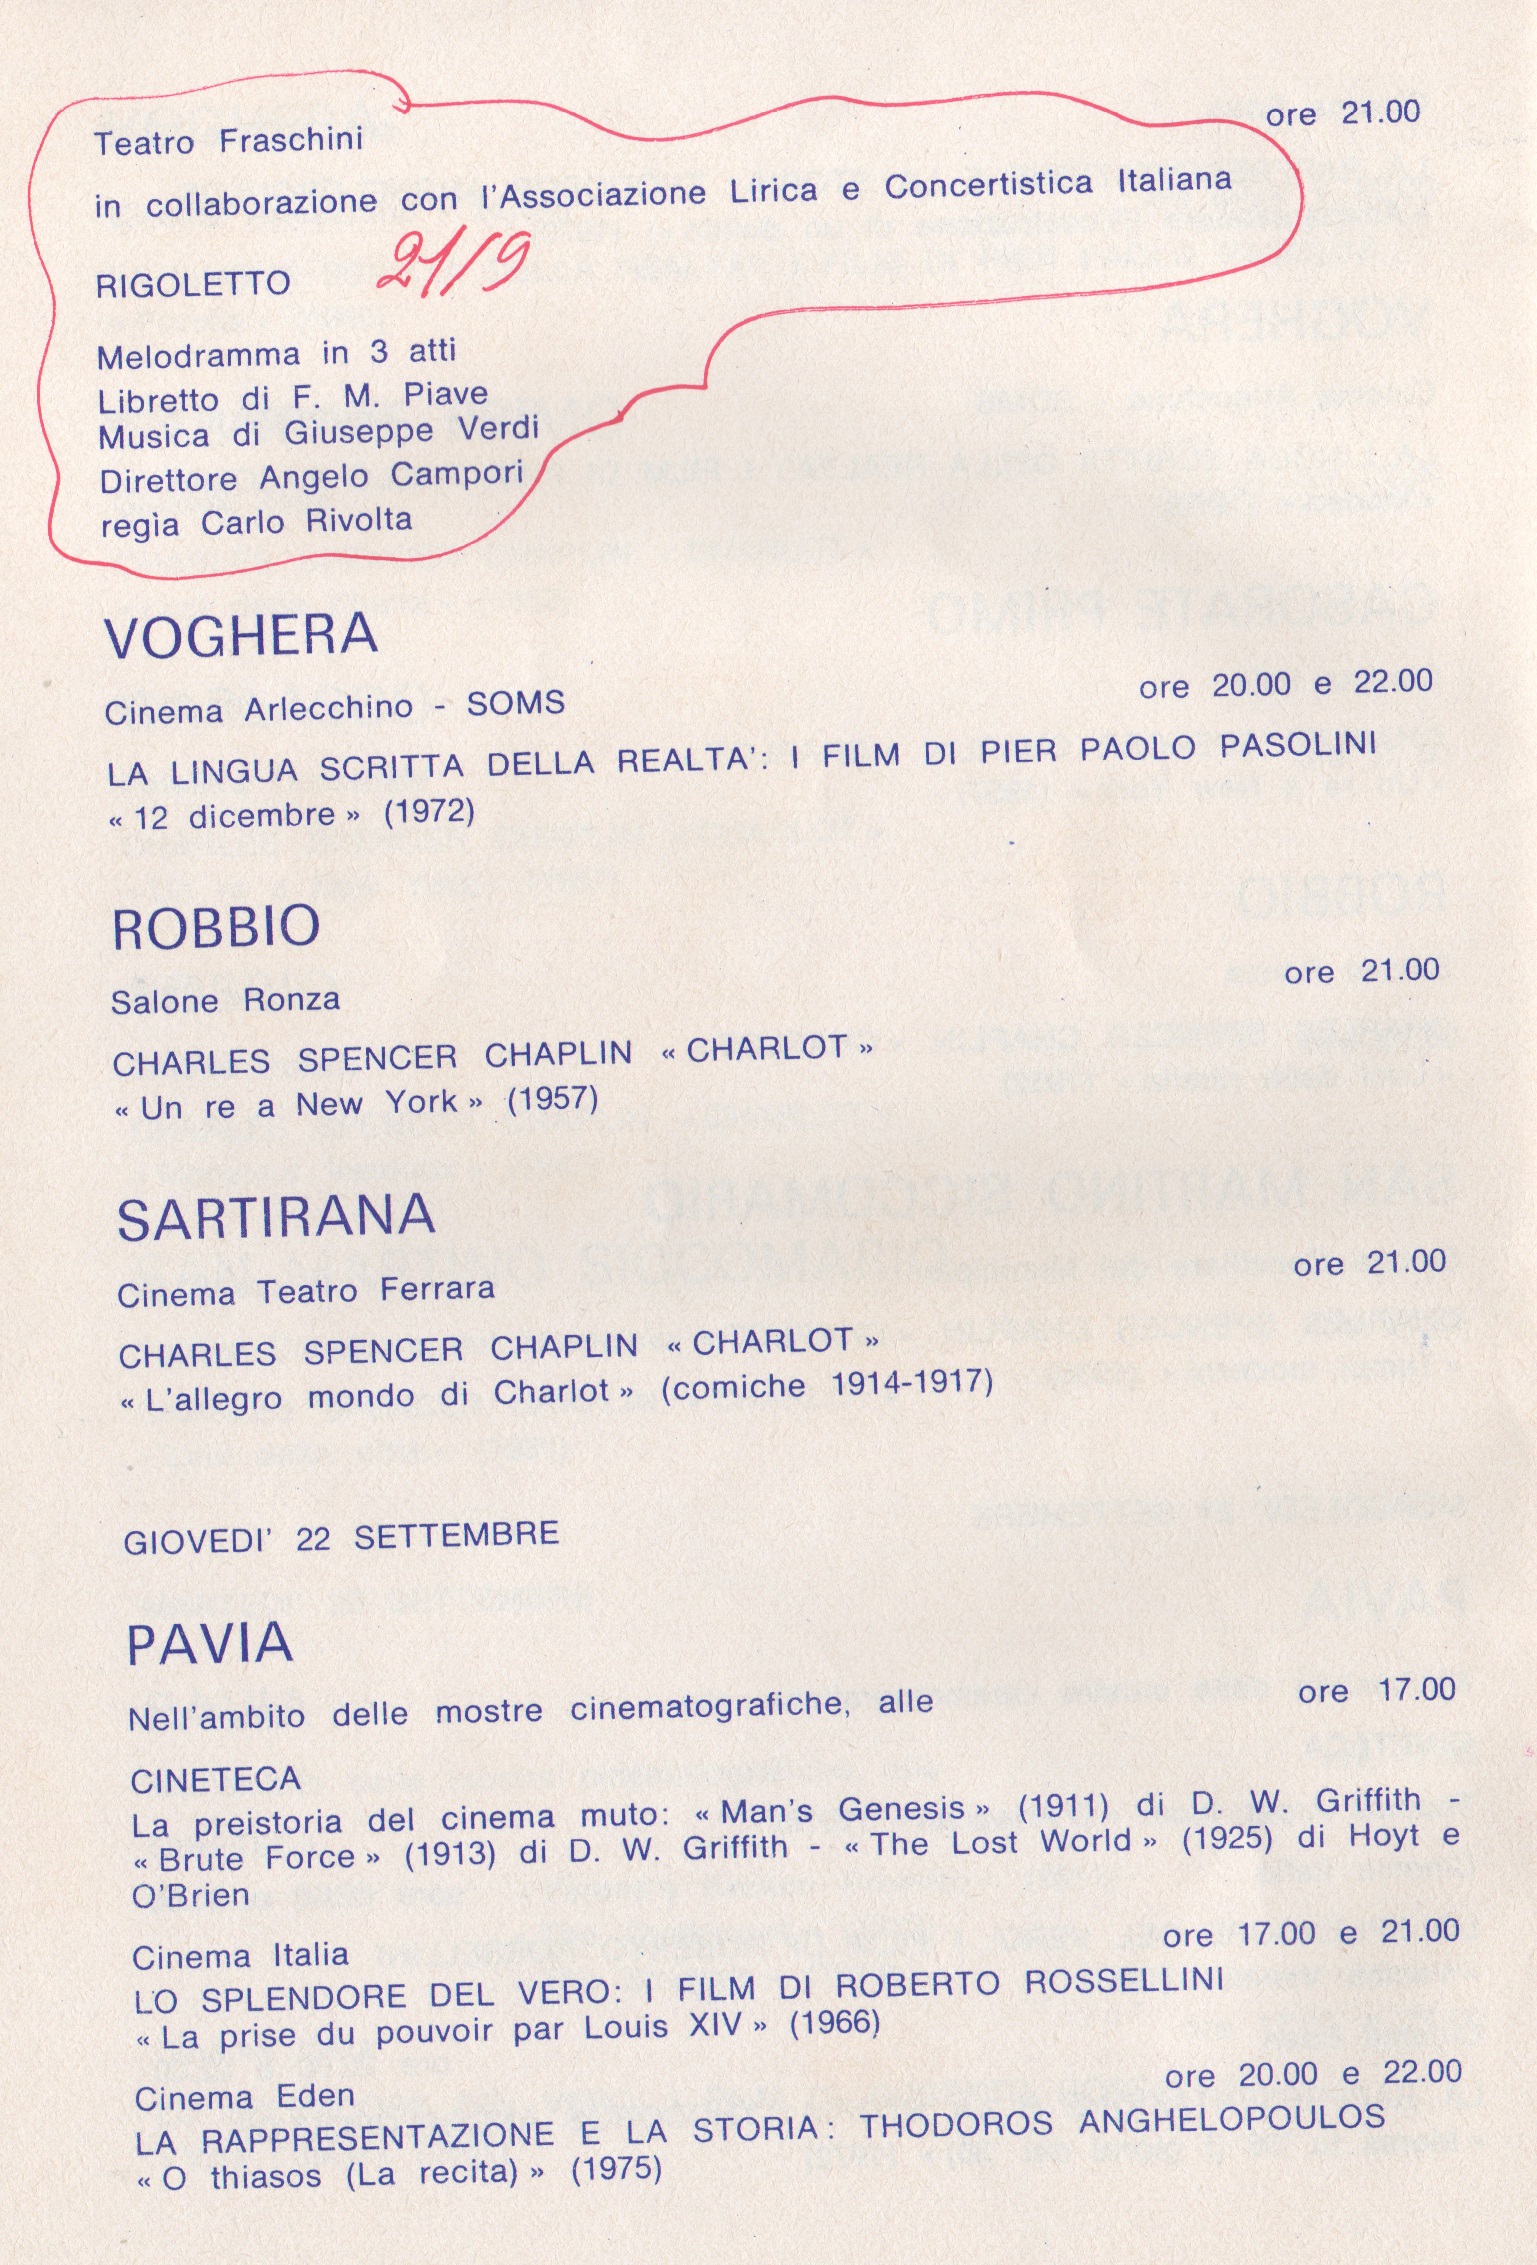 ore 21.00
Teatro Fraschini
in collaborazione con l'Associazione Lirica e Concertistica Italiana
RIGOLETTO 21/9
Melodramma in 3 atti
Libretto di F. M. Piave
Musica di Giuseppe Verdi
Direttore Angelo Campori
regia Carlo Rivolta
VOGHERA
ore 20.00 e 22.00
Cinema Arlecchino - SOMS
LA LINGUA SCRITTA DELLA REALTA': I FILM DI PIER PAOLO PASOLINI
« 12 dicembre » (1972)
ROBBIO
ore 21.00
Salone Ronza
CHARLES SPENCER CHAPLIN « CHARLOT »
« Un re a New York » (1957)
SARTIRANA
ore 21.00
Cinema Teatro Ferrara
CHARLES SPENCER CHAPLIN « CHARLOT »
« L'allegro mondo di Charlot » (comiche 1914-1917)
GIOVEDI' 22 SETTEMBRE
PAVIA
Nell'ambito delle mostre cinematografiche, alle ore 17.00
CINETECA
La preistoria del cinema muto: « Man's Genesis » (1911) di D. W. Griffith -
« Brute Force » (1913) di D. W. Griffith - « The Lost World » (1925) di Hoyt e
O'Brien
ore 17.00 e 21.00
Cinema Italia
LO SPLENDORE DEL VERO: I FILM DI ROBERTO ROSSELLINI
« La prise du pouvoir par Louis XIV » (1966)
ore 20.00 e 22.00
Cinema Eden
LA RAPPRESENTAZIONE E LA STORIA: THODOROS ANGHELOPOULOS
« O thiasos (La recita) » (1975)